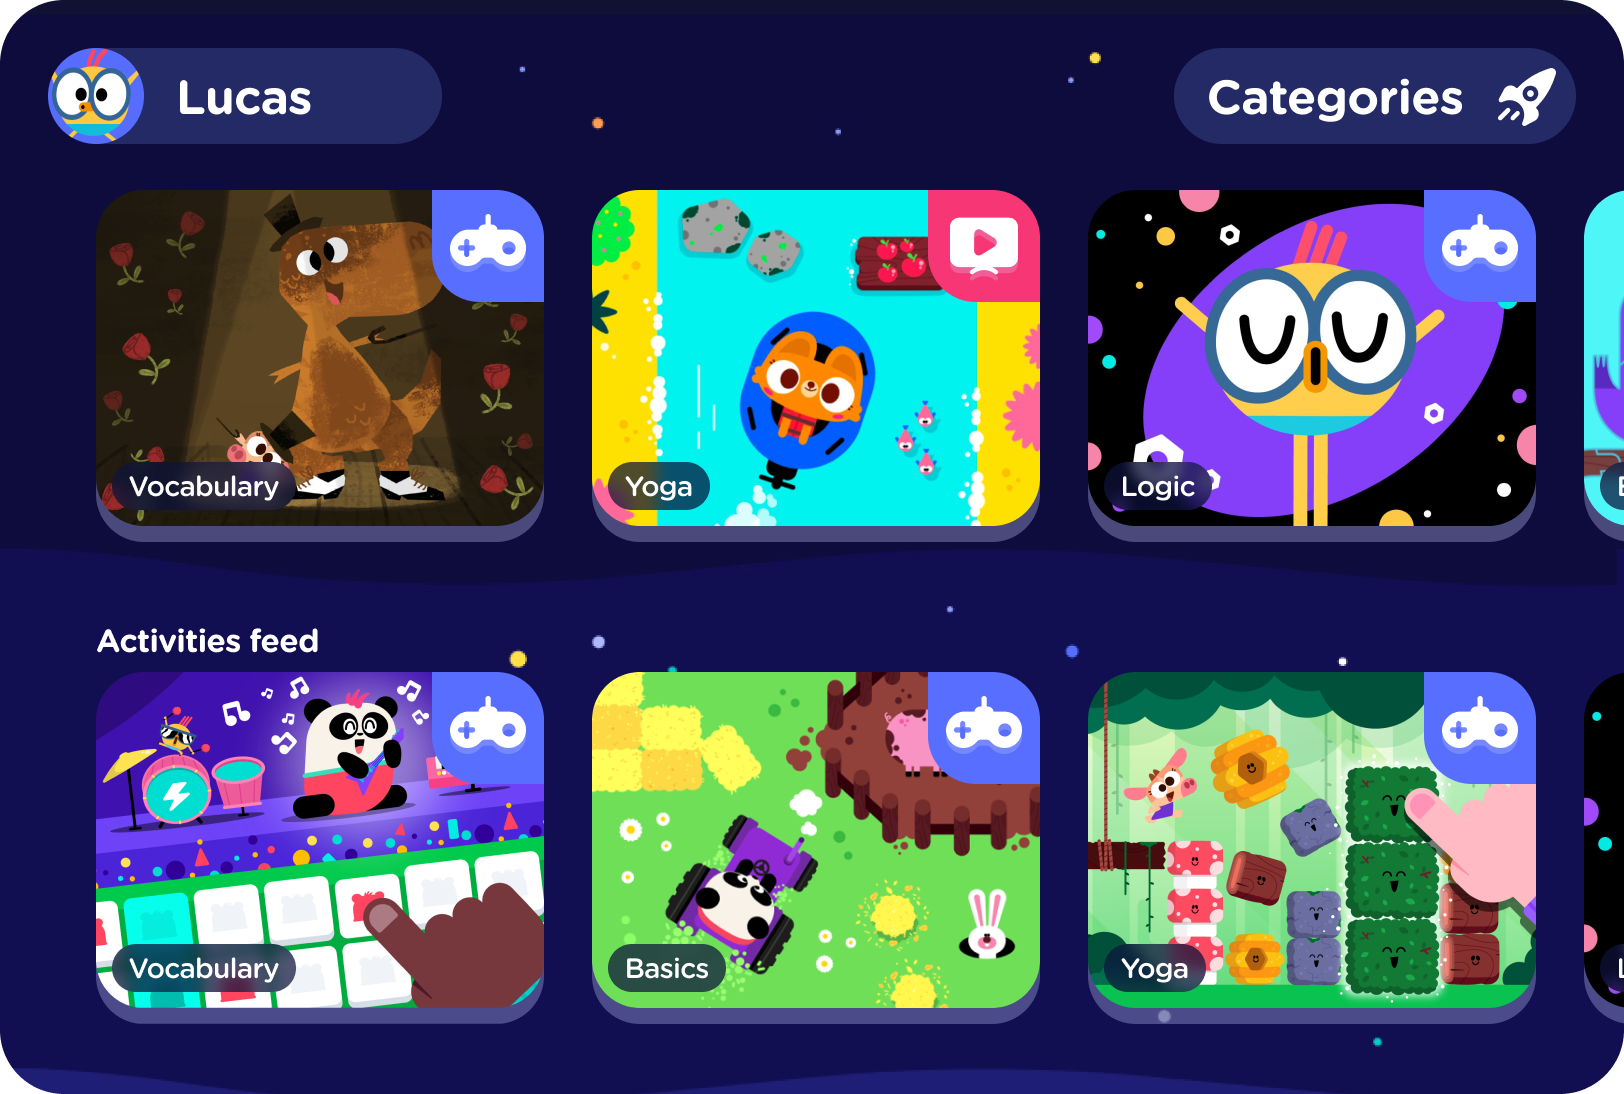 Lucas
Categories
Vocabulary
Yoga
Logic
Activities feed
Vocabulary
Basics
Yoga